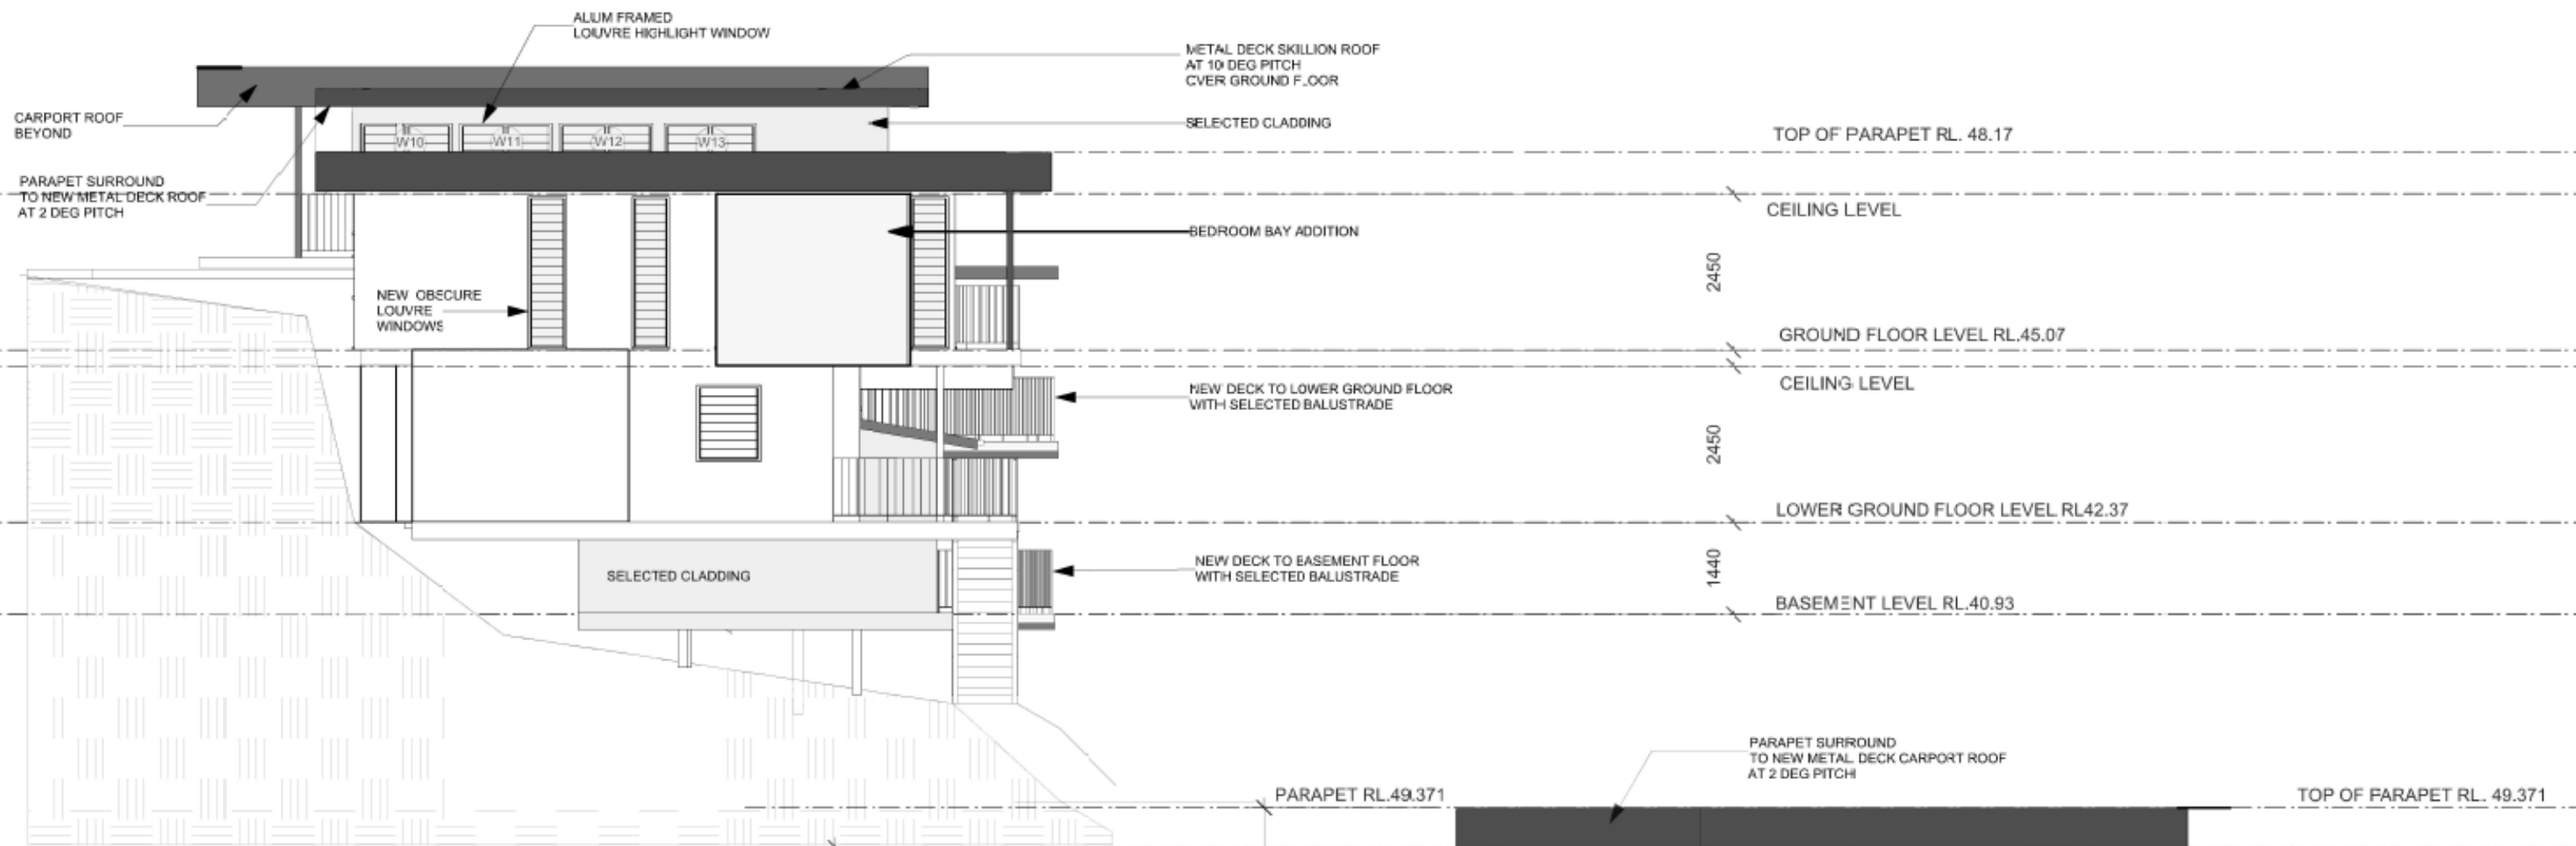 ALUM FRAMED
LOUVRE HIGHLIGHT WINDOW
METAL DECK SKILLION ROOF
AT 10 DEG PITCH
OVER GROUND FLOOR
CARPORT ROOF
BEYOND
SELECTED CLADDING
TOP OF PARAPET RL. 48.17
W10
W11
W12
W13
PARAPET SURROUND
TO NEW METAL DECK ROOF
AT 2 DEG PITCH
CEILING LEVEL
BEDROOM BAY ADDITION
2450
NEW OBSCURE
LOUVRE
WINDOWS
GROUND FLOOR LEVEL RL.45.07
CEILING LEVEL
NEW DECK TO LOWER GROUND FLOOR
WITH SELECTED BALUSTRADE
2450
LOWER GROUND FLOOR LEVEL RL42.37
SELECTED CLADDING
NEW DECK TO BASEMENT FLOOR
WITH SELECTED BALUSTRADE
1440
BASEMENT LEVEL RL.40.93
PARAPET SURROUND
TO NEW METAL DECK CARPORT ROOF
AT 2 DEG PITCH
PARAPET RL.49.371
TOP OF PARAPET RL. 49.371